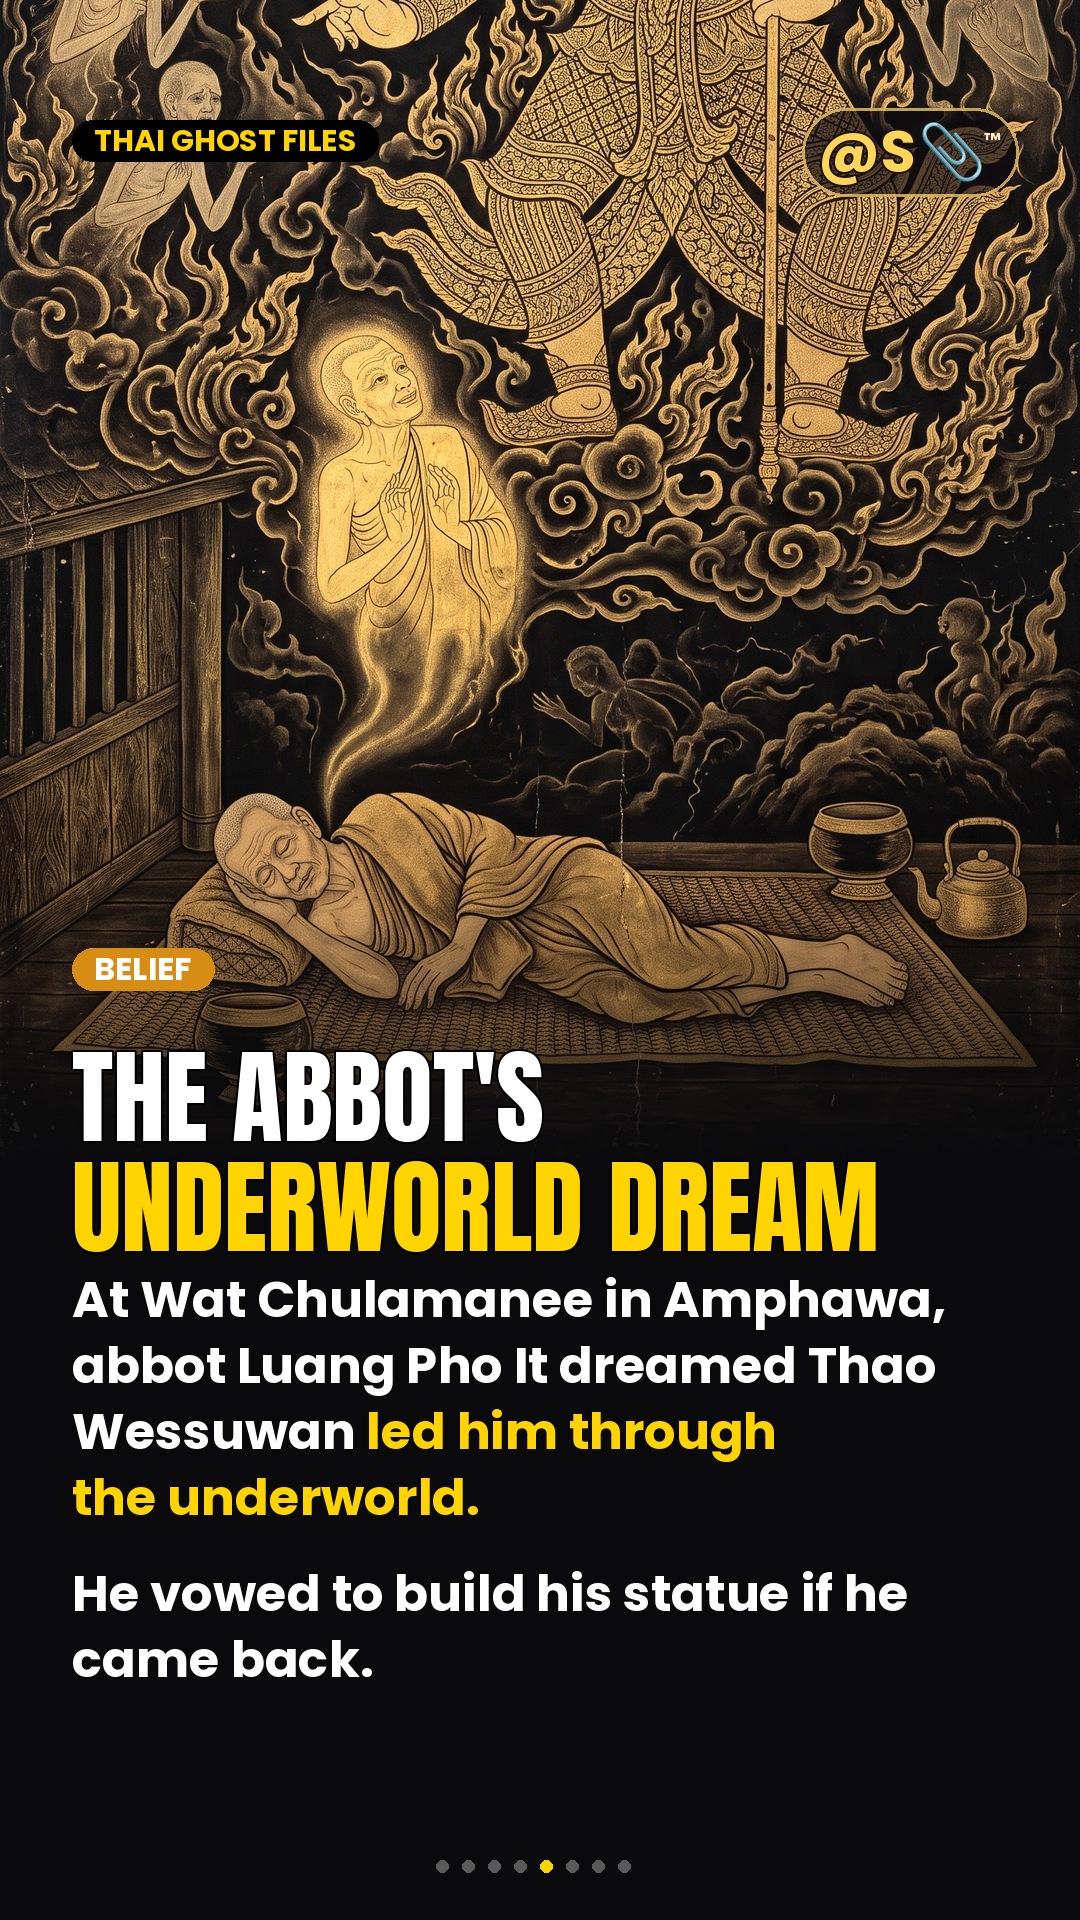 THAI GHOST FILES
@S📎™
BELIEF
THE ABBOT'S
UNDERWORLD DREAM
At Wat Chulamanee in Amphawa,
abbot Luang Pho It dreamed Thao
Wessuwan led him through
the underworld.
He vowed to build his statue if he
came back.